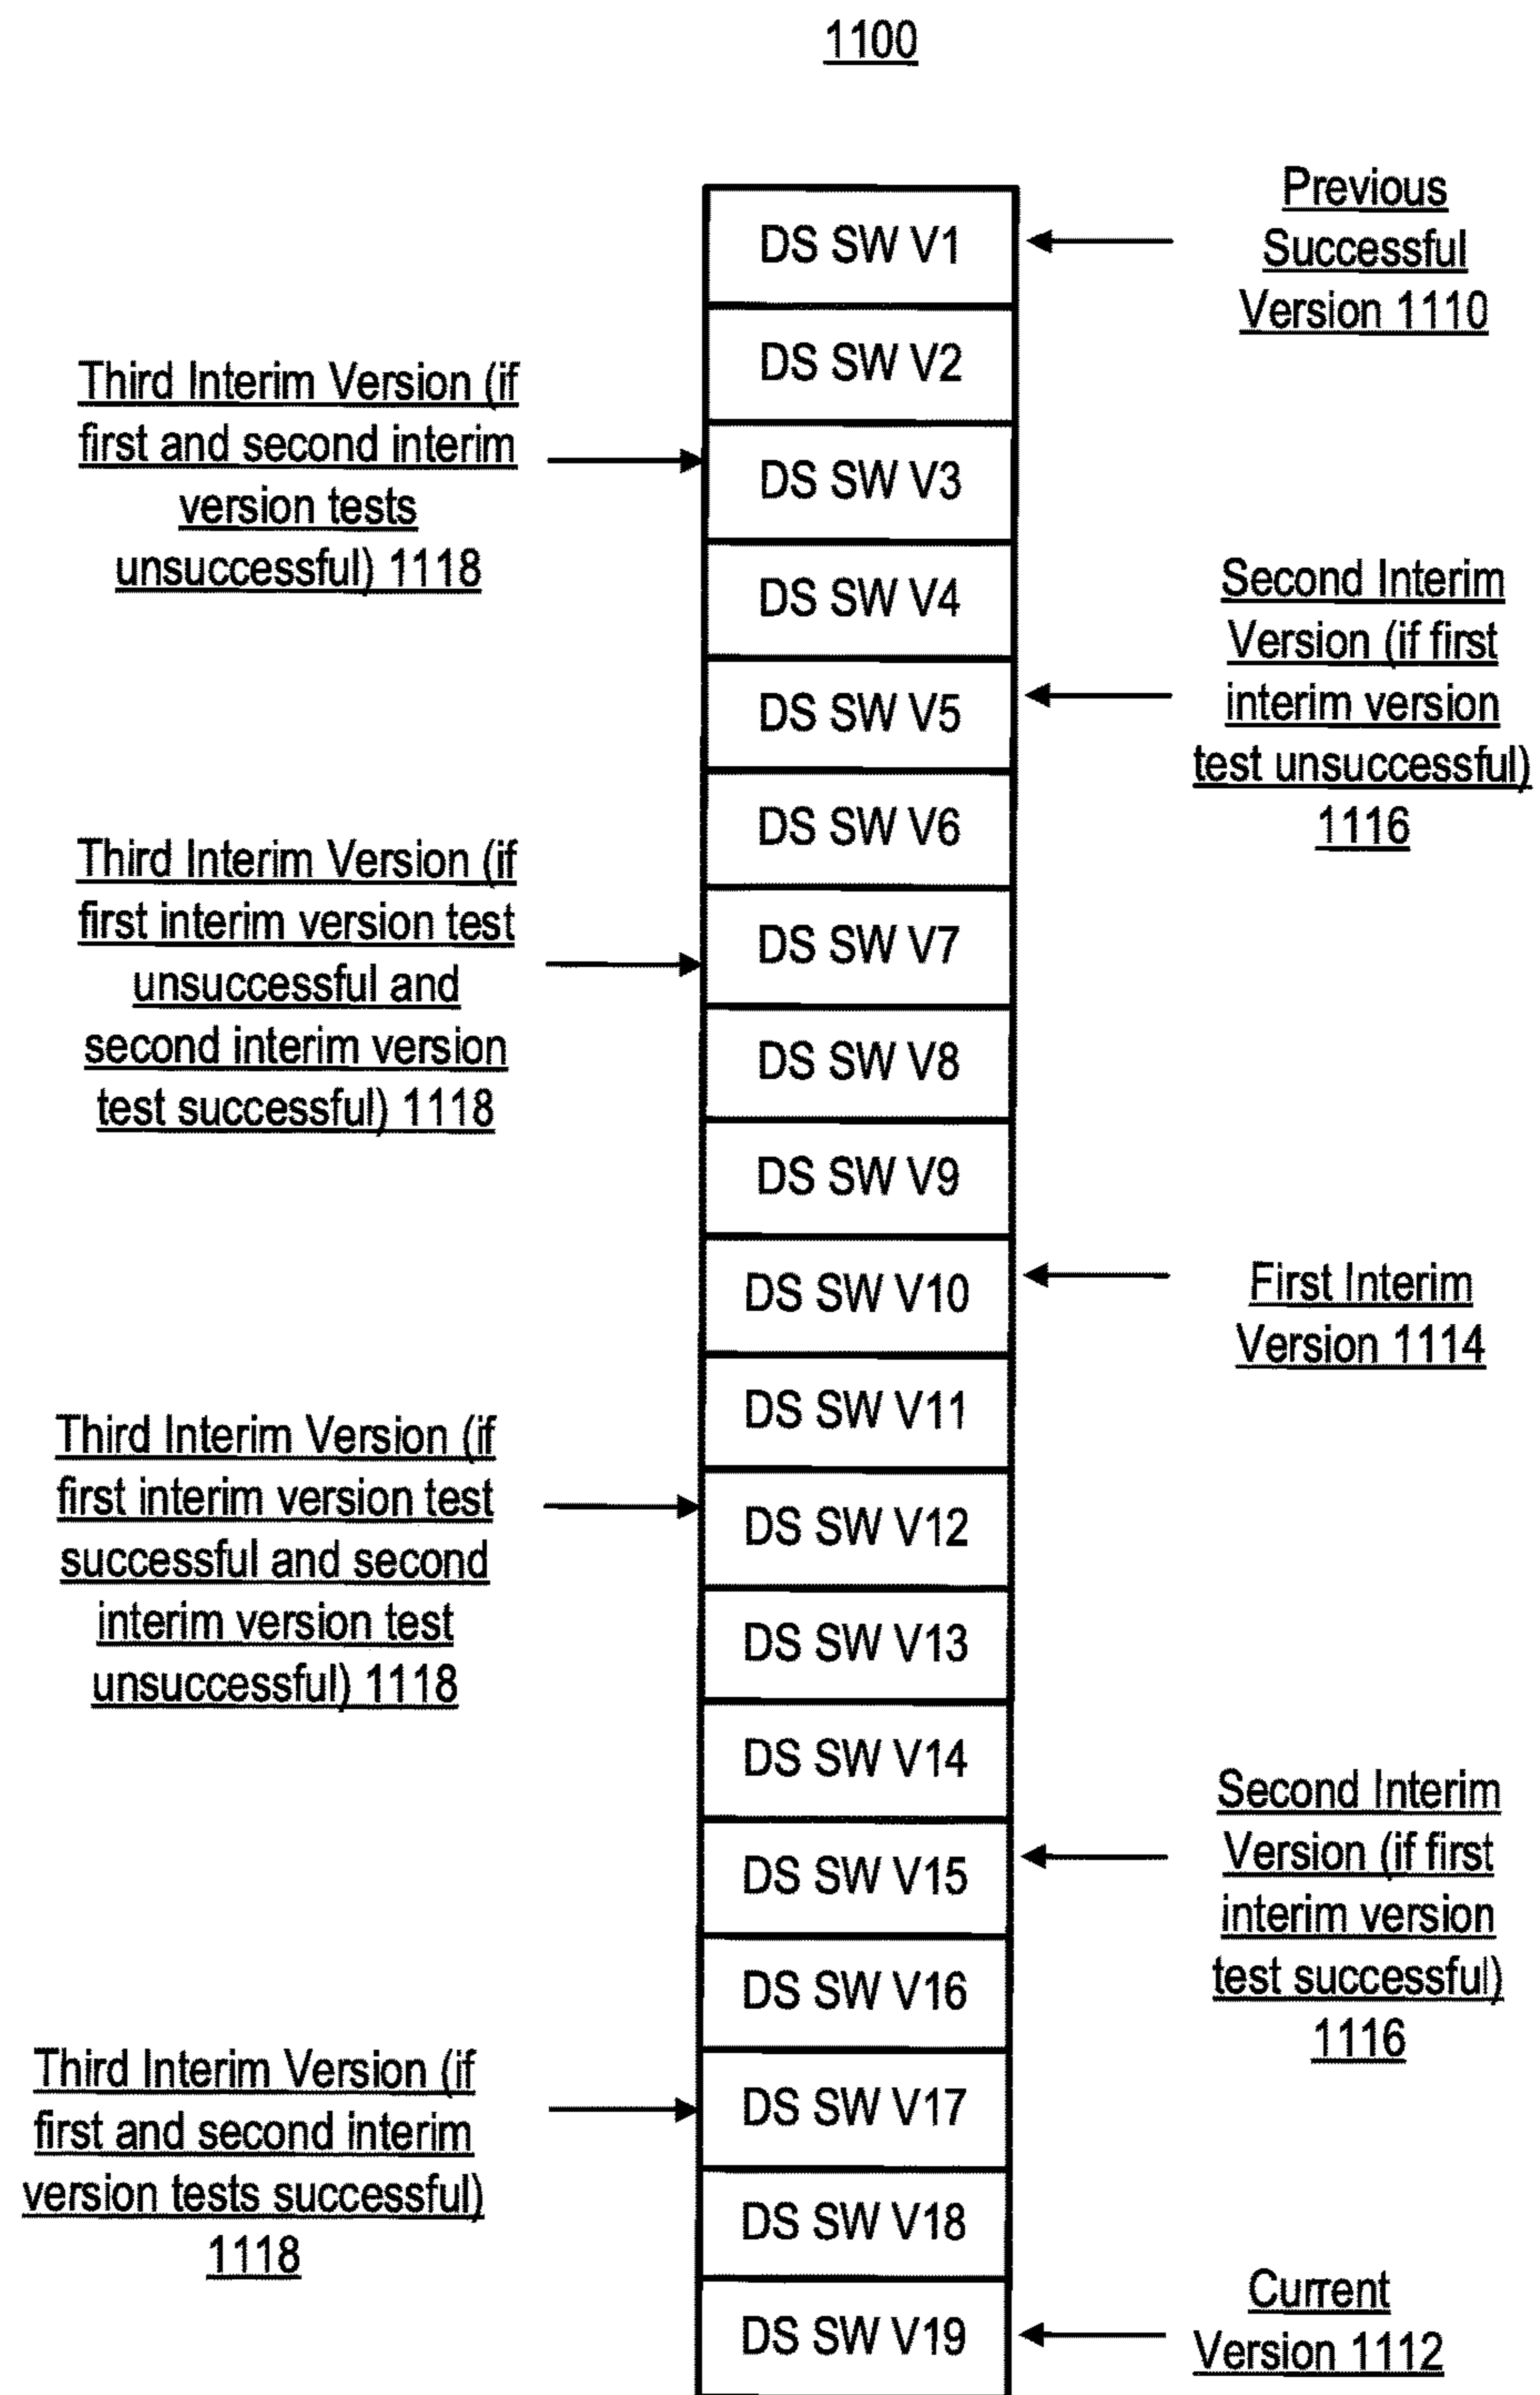 1100
Previous
Successful
Version 1110
Third Interim Version (if
first and second interim
version tests
unsuccessful) 1118
Second Interim
Version (if first
interim version
test unsuccessful)
1116
Third Interim Version (if
first interim version test
unsuccessful and
second interim version
test successful) 1118
First Interim
Version 1114
Third Interim Version (if
first interim version test
successful and second
interim version test
unsuccessful) 1118
Second Interim
Version (if first
interim version
test successful)
1116
Third Interim Version (if
first and second interim
version tests successful)
1118
Current
Version 1112
DS SW V1
DS SW V2
DS SW V3
DS SW V4
DS SW V5
DS SW V6
DS SW V7
DS SW V8
DS SW V9
DS SW V10
DS SW V11
DS SW V12
DS SW V13
DS SW V14
DS SW V15
DS SW V16
DS SW V17
DS SW V18
DS SW V19